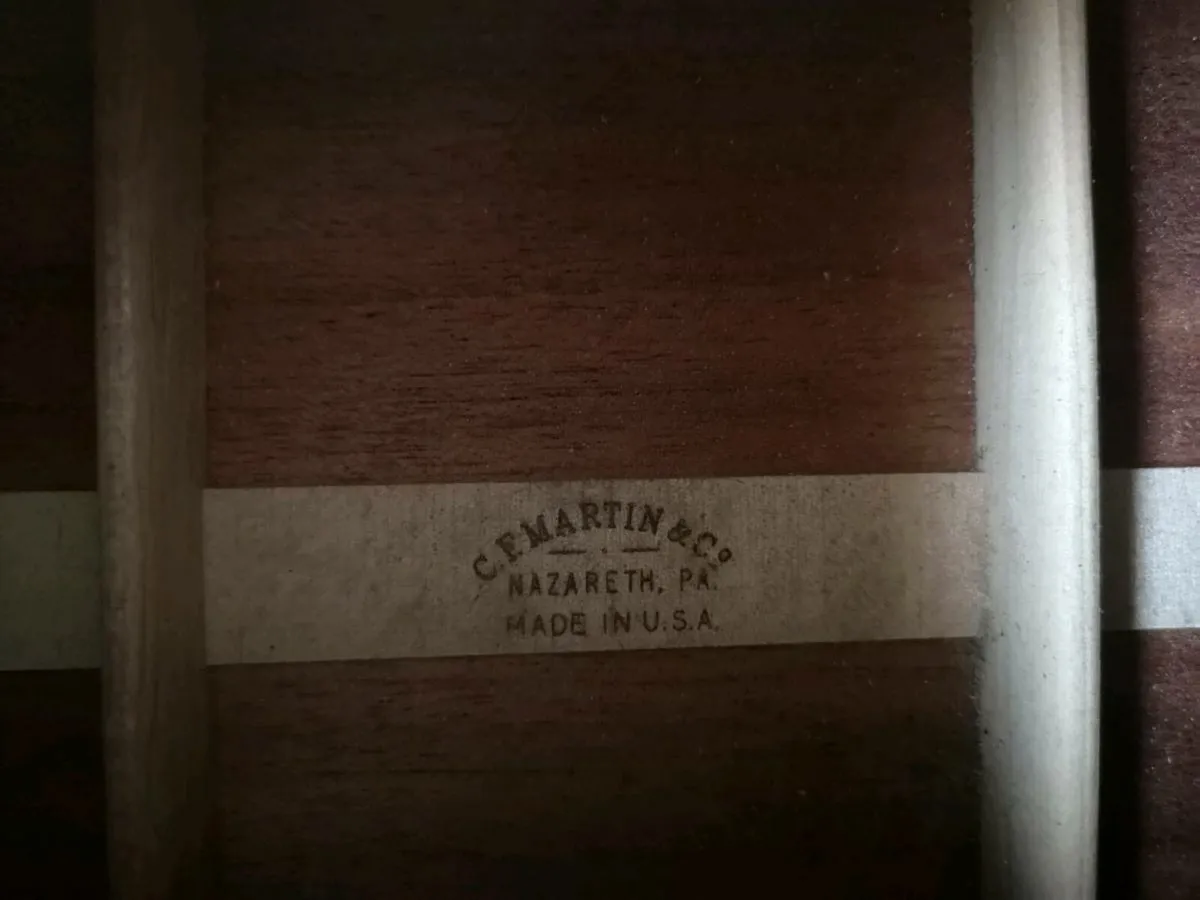 C. F. MARTIN & Co
NAZARETH, PA.
MADE IN U.S.A.